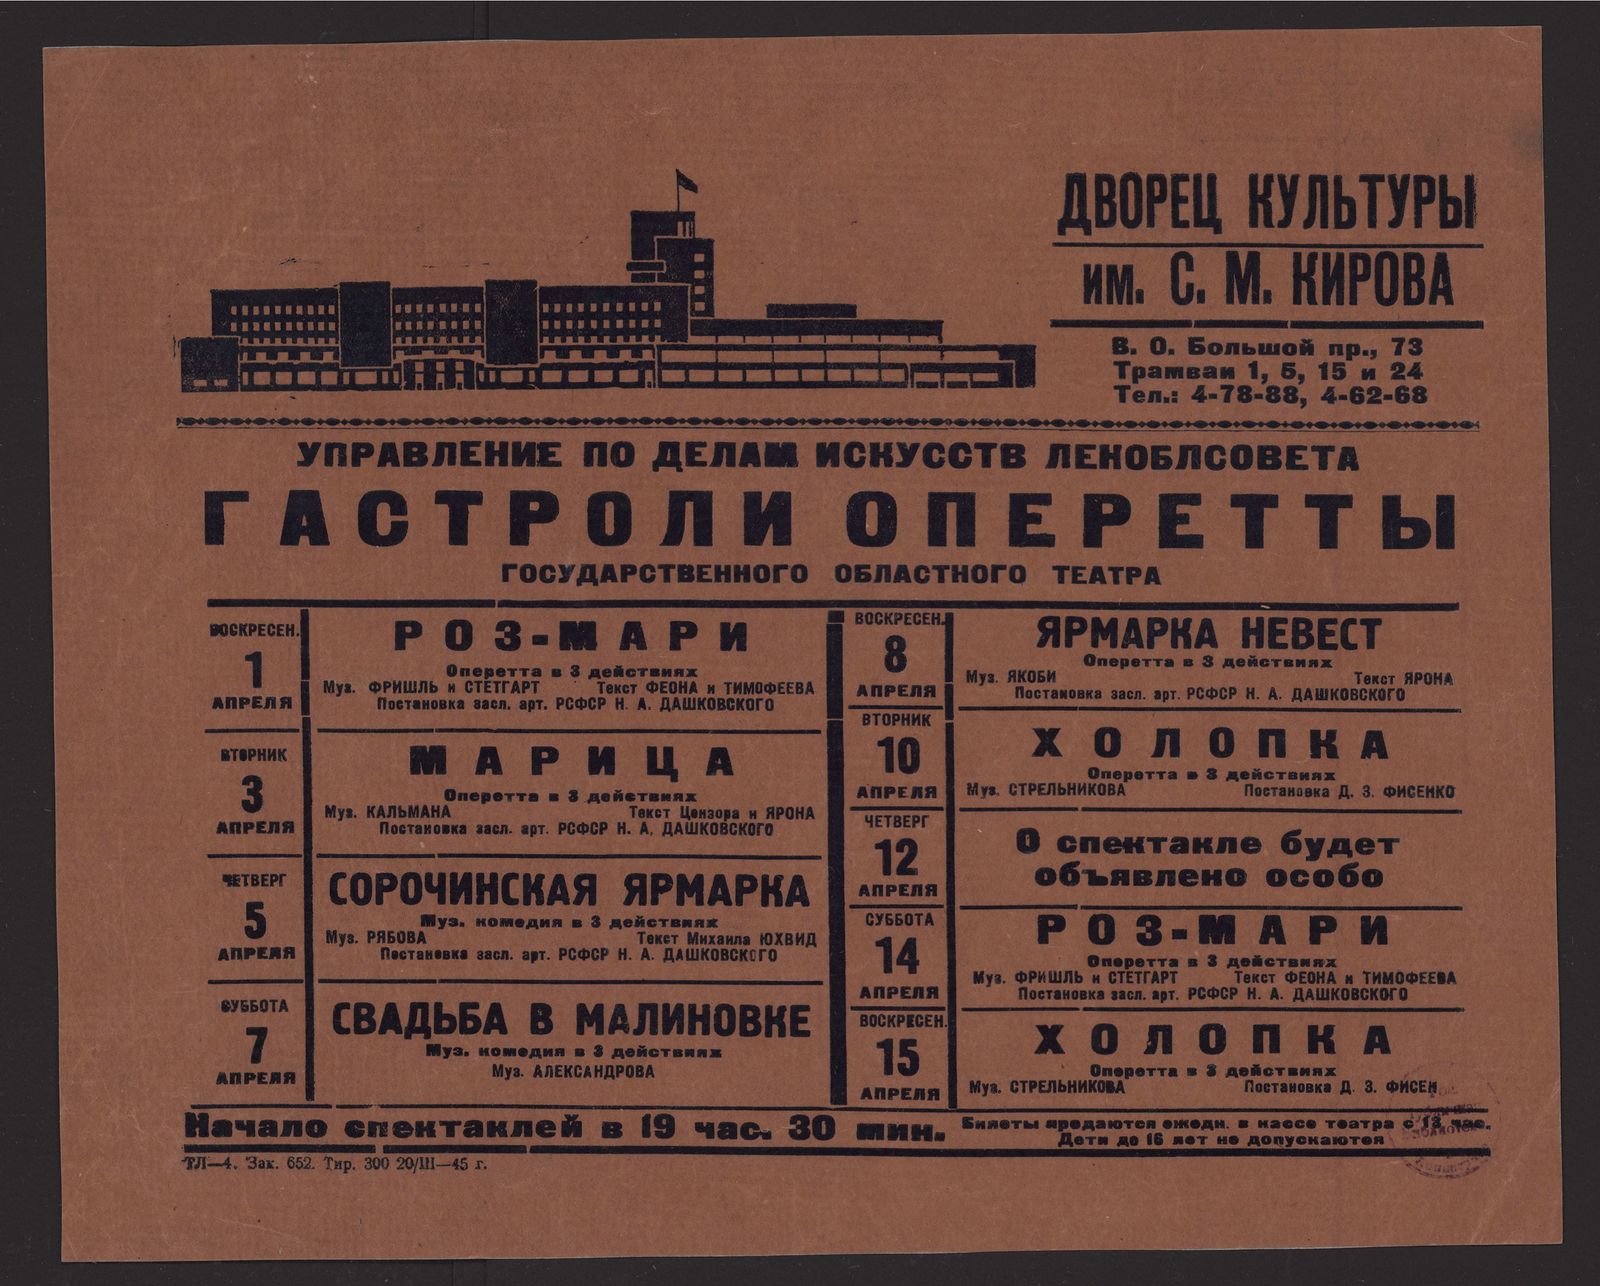 ДВОРЕЦ КУЛЬТУРЫ
им. С. М. КИРОВА
В. О. Большой пр., 73
Трамваи 1, 5, 15 и 24
Тел.: 4-78-88, 4-62-68
УПРАВЛЕНИЕ ПО ДЕЛАМ ИСКУССТВ ЛЕНОБЛСОВЕТА
ГАСТРОЛИ ОПЕРЕТТЫ
ГОСУДАРСТВЕННОГО ОБЛАСТНОГО ТЕАТРА
ВОСКРЕСЕН.
1
АПРЕЛЯ
РОЗ-МАРИ
Оперетта в 3 действиях
Муз. ФРИШЛЬ и СТЕТГАРТ Текст ФЕОНА и ТИМОФЕЕВА
Постановка засл. арт. РСФСР Н. А. ДАШКОВСКОГО
ВТОРНИК
3
АПРЕЛЯ
МАРИЦА
Оперетта в 3 действиях
Муз. КАЛЬМАНА Текст Цензора и ЯРОНА
Постановка засл. арт. РСФСР Н. А. ДАШКОВСКОГО
ЧЕТВЕРГ
5
АПРЕЛЯ
СОРОЧИНСКАЯ ЯРМАРКА
Муз. комедия в 3 действиях
Муз. РЯБОВА Текст Михаила ЮХВИД
Постановка засл. арт. РСФСР Н. А. ДАШКОВСКОГО
СУББОТА
7
АПРЕЛЯ
СВАДЬБА В МАЛИНОВКЕ
Муз. комедия в 3 действиях
Муз. АЛЕКСАНДРОВА
ВОСКРЕСЕН.
8
АПРЕЛЯ
ЯРМАРКА НЕВЕСТ
Оперетта в 3 действиях
Муз. ЯКОБИ Текст ЯРОНА
Постановка засл. арт. РСФСР Н. А. ДАШКОВСКОГО
ВТОРНИК
10
АПРЕЛЯ
ХОЛОПКА
Оперетта в 3 действиях
Муз. СТРЕЛЬНИКОВА Постановка Д. З. ФИСЕНКО
ЧЕТВЕРГ
12
АПРЕЛЯ
О спектакле будет
объявлено особо
СУББОТА
14
АПРЕЛЯ
РОЗ-МАРИ
Оперетта в 3 действиях
Муз. ФРИШЛЬ и СТЕТГАРТ Текст ФЕОНА и ТИМОФЕЕВА
Постановка засл. арт. РСФСР Н. А. ДАШКОВСКОГО
ВОСКРЕСЕН.
15
АПРЕЛЯ
ХОЛОПКА
Оперетта в 3 действиях
Муз. СТРЕЛЬНИКОВА Постановка Д. З. ФИСЕН
Начало спектаклей в 19 час. 30 мин.
Билеты продаются ежедн. в кассе театра с 13 час.
Дети до 16 лет не допускаются
ТЛ—4. Зак. 652. Тир. 300 20/III—45 г.